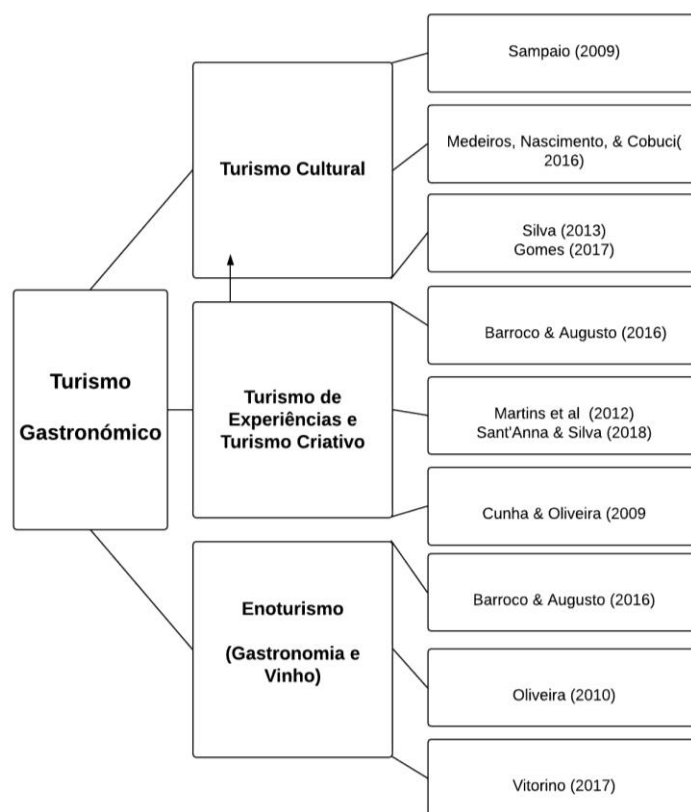 Turismo
Gastronómico
Turismo Cultural
Sampaio (2009)
Medeiros, Nascimento, & Cobuci(
2016)
Silva (2013)
Gomes (2017)
Turismo de
Experiências e
Turismo Criativo
Barroco & Augusto (2016)
Martins et al  (2012)
Sant'Anna & Silva (2018)
Cunha & Oliveira (2009
Enoturismo
(Gastronomia e
Vinho)
Barroco & Augusto (2016)
Oliveira (2010)
Vitorino (2017)